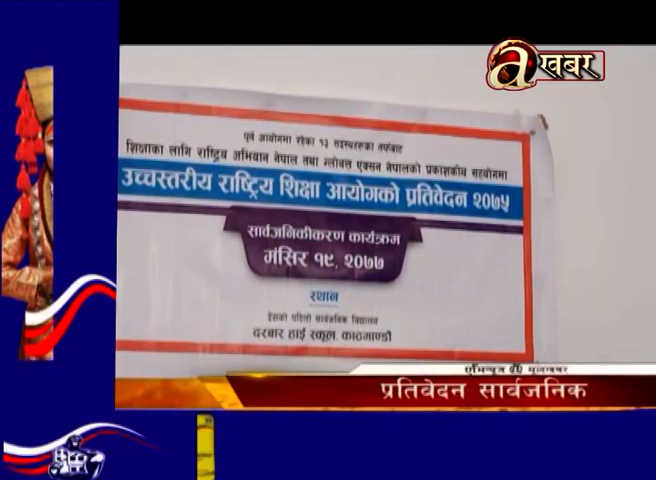 a खबर
पूर्व आयोगमा रहेका १३ सदस्यहरूका तर्फबाट
शिक्षाका लागि राष्ट्रिय अभियान नेपाल तथा ग्लोबल एक्सन नेपालको प्रकाशकीय सहयोगमा
उच्चस्तरीय राष्ट्रिय शिक्षा आयोगको प्रतिवेदन २०७५
सार्वजनिकीकरण कार्यक्रम
मंसिर १९, २०७७
स्थान
देशका पहिलो सार्वजनिक विद्यालय
दरबार हाई स्कूल, काठमाण्डौ
प्रतिवेदन सार्वजनिक